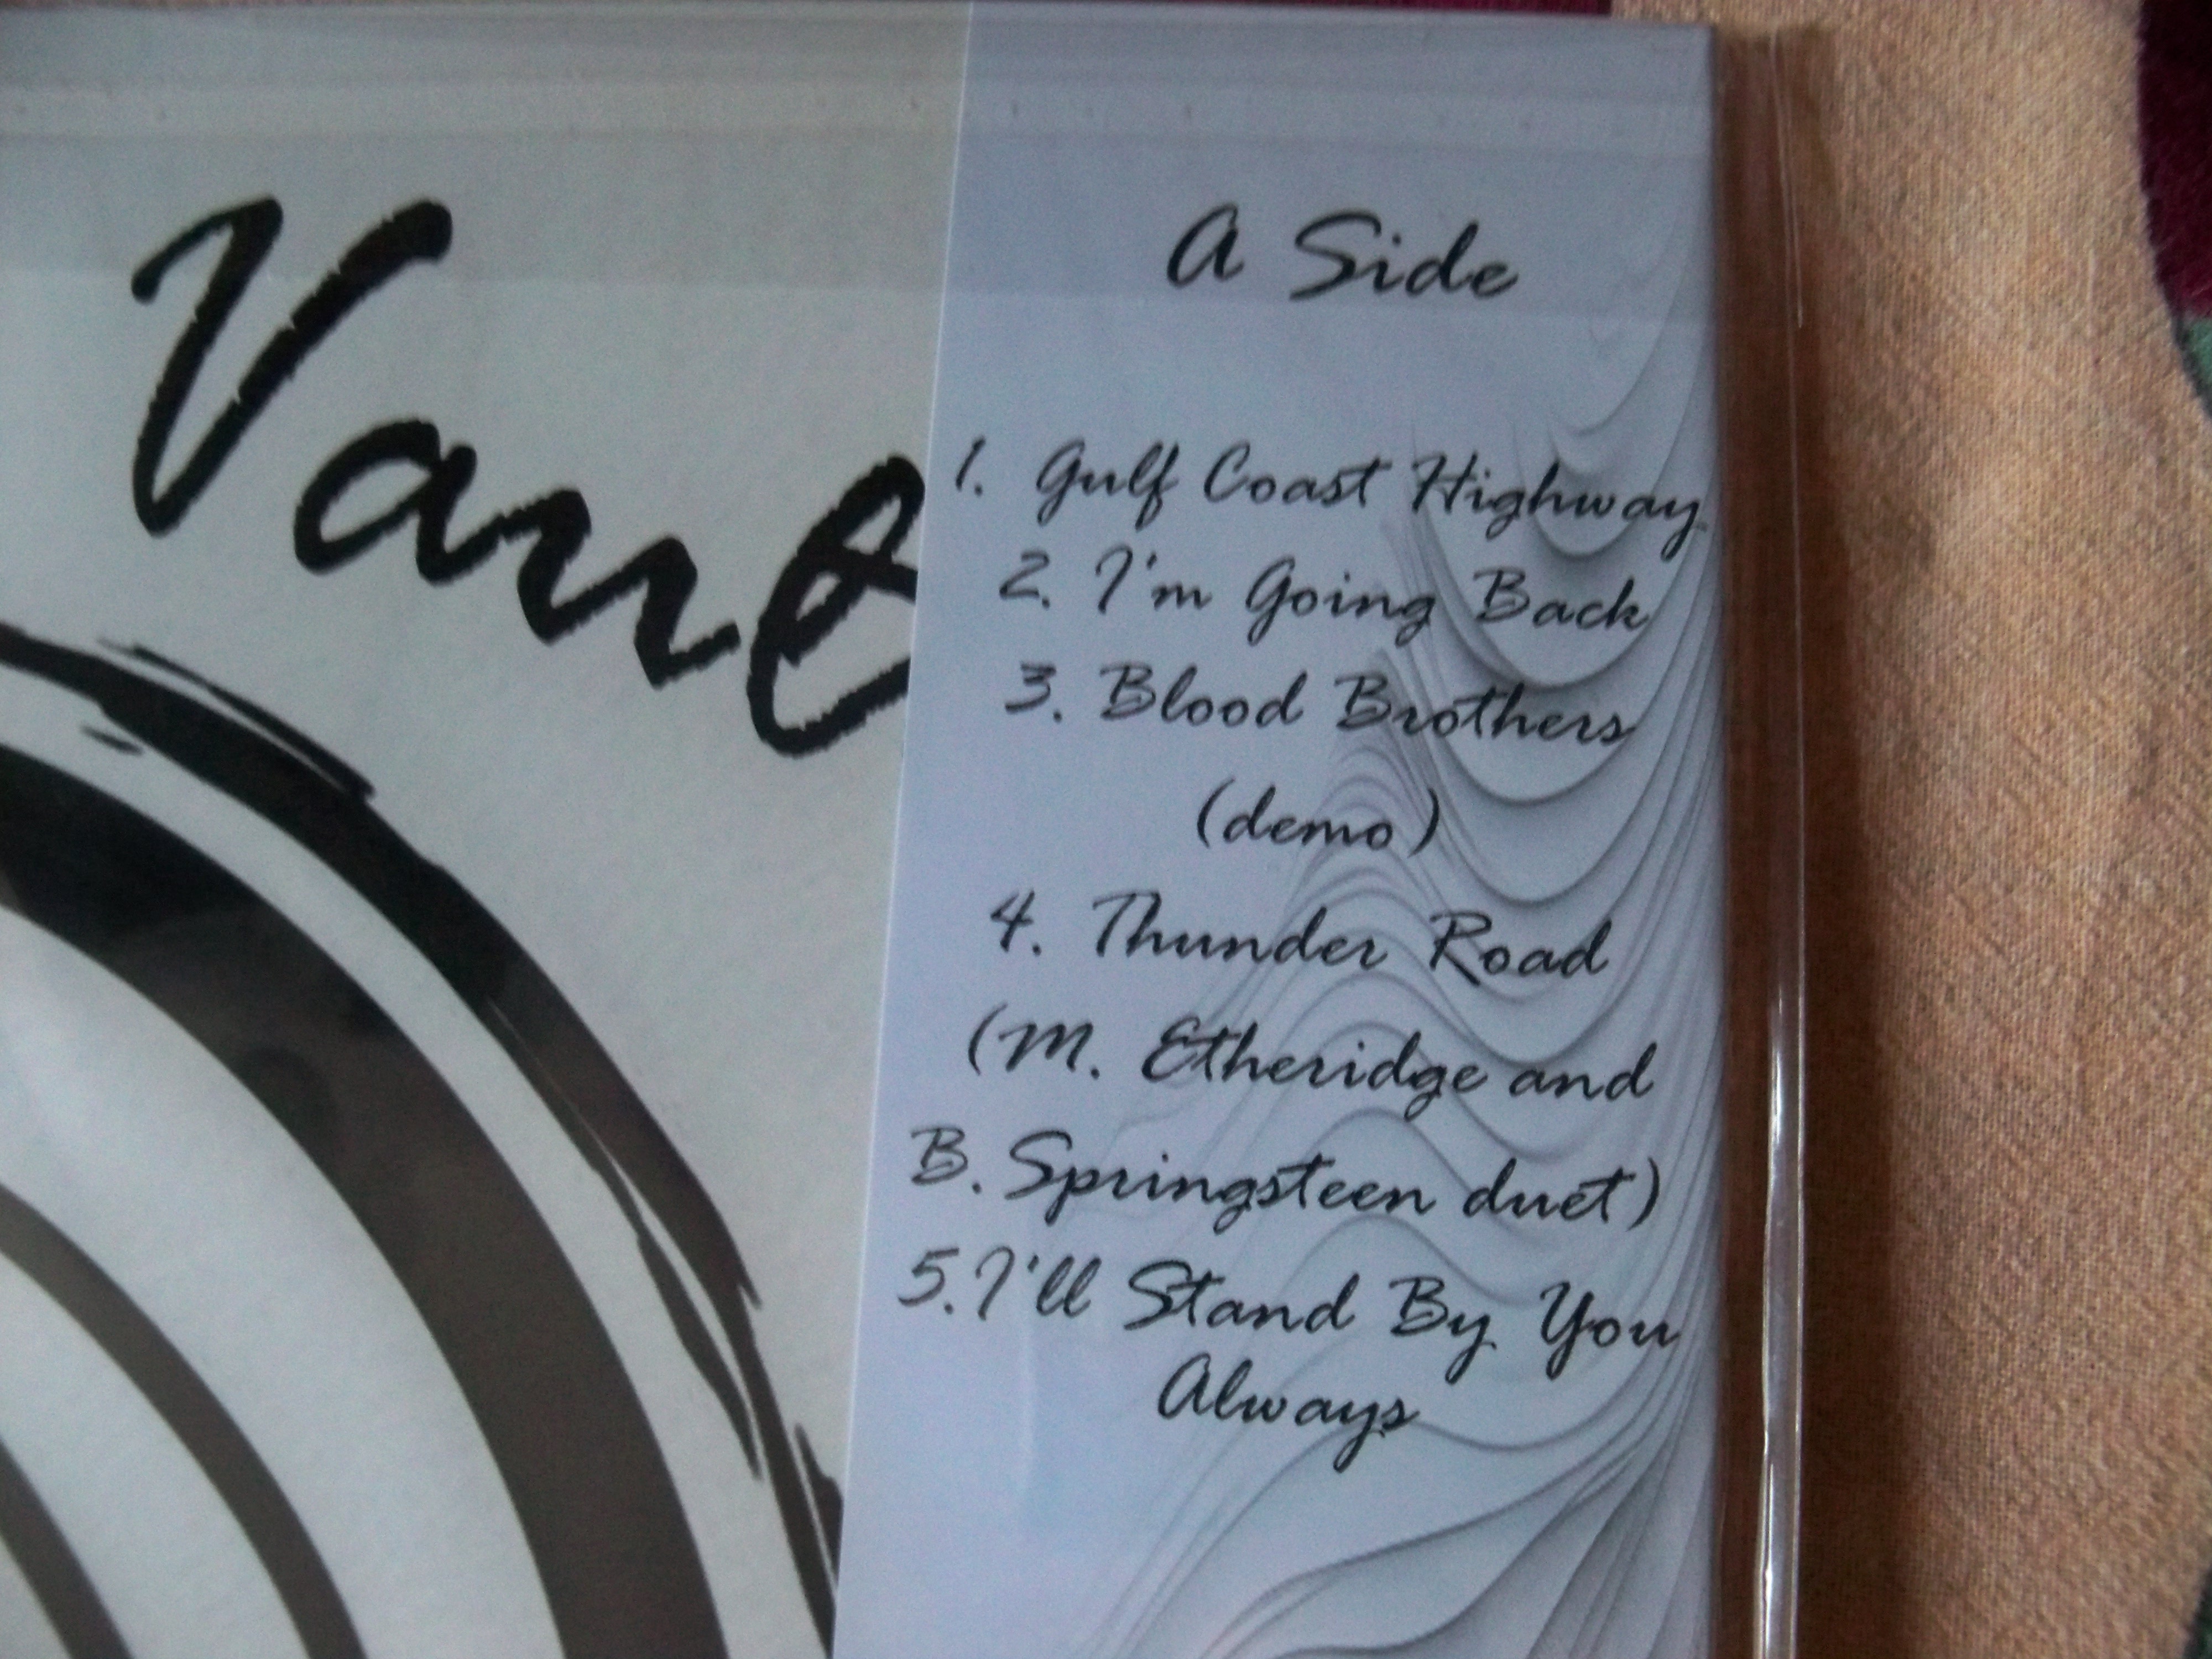 A Side
1. Gulf Coast Highway
2. I'm Going Back
3. Blood Brothers
(demo)
4. Thunder Road
(M. Etheridge and
B. Springsteen duet)
5. I'll Stand By You
Always